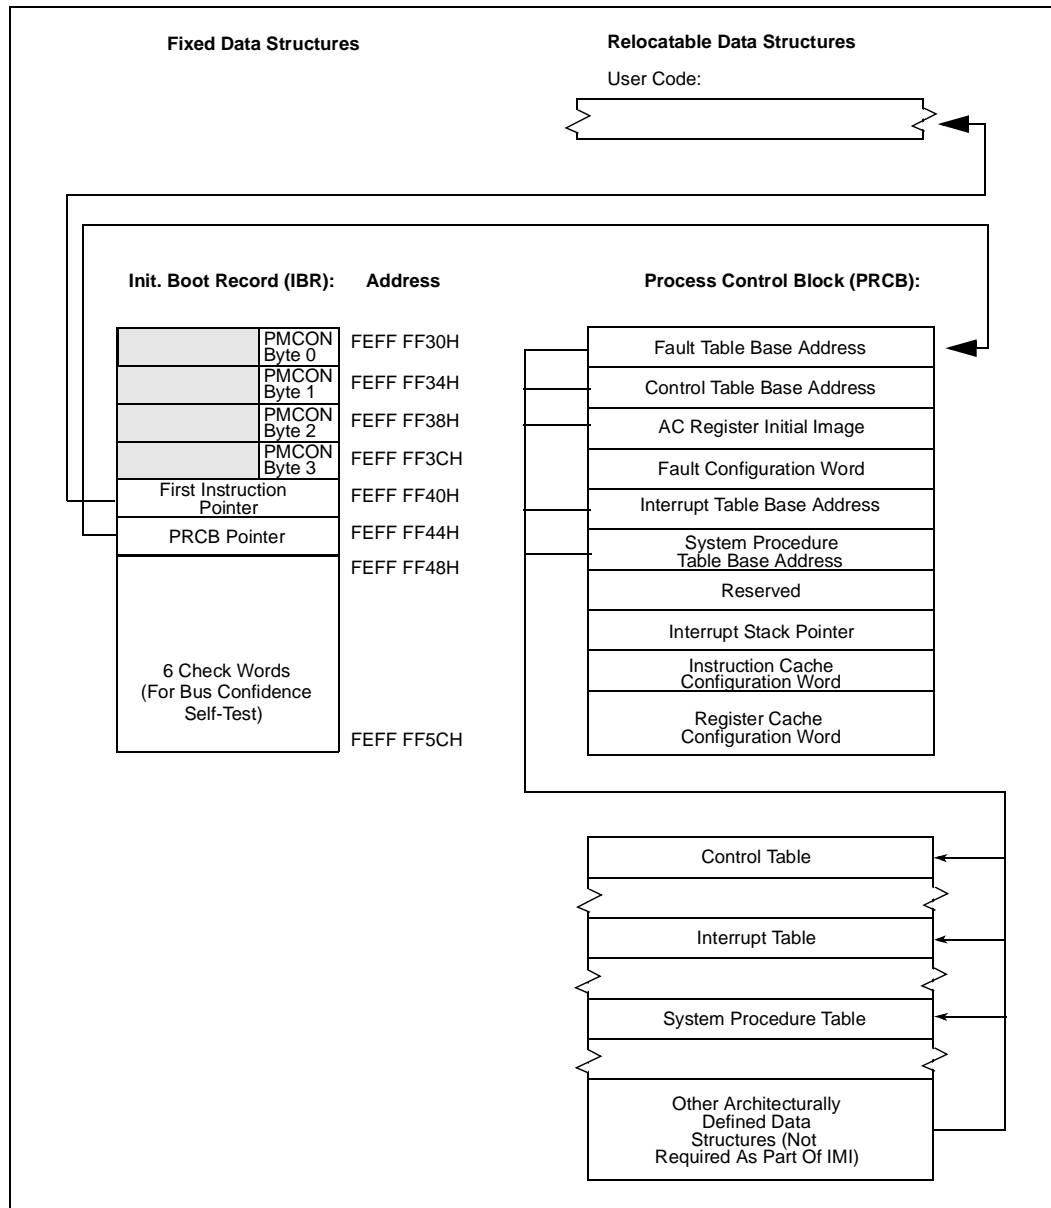 Fixed Data Structures
Relocatable Data Structures
User Code:
Init. Boot Record (IBR):
Address
PMCON
Byte 0
FEFF FF30H
PMCON
Byte 1
FEFF FF34H
PMCON
Byte 2
FEFF FF38H
PMCON
Byte 3
FEFF FF3CH
First Instruction
Pointer
FEFF FF40H
PRCB Pointer
FEFF FF44H
FEFF FF48H
6 Check Words
(For Bus Confidence
Self-Test)
FEFF FF5CH
Process Control Block (PRCB):
Fault Table Base Address
Control Table Base Address
AC Register Initial Image
Fault Configuration Word
Interrupt Table Base Address
System Procedure
Table Base Address
Reserved
Interrupt Stack Pointer
Instruction Cache
Configuration Word
Register Cache
Configuration Word
Control Table
Interrupt Table
System Procedure Table
Other Architecturally
Defined Data
Structures (Not
Required As Part Of IMI)